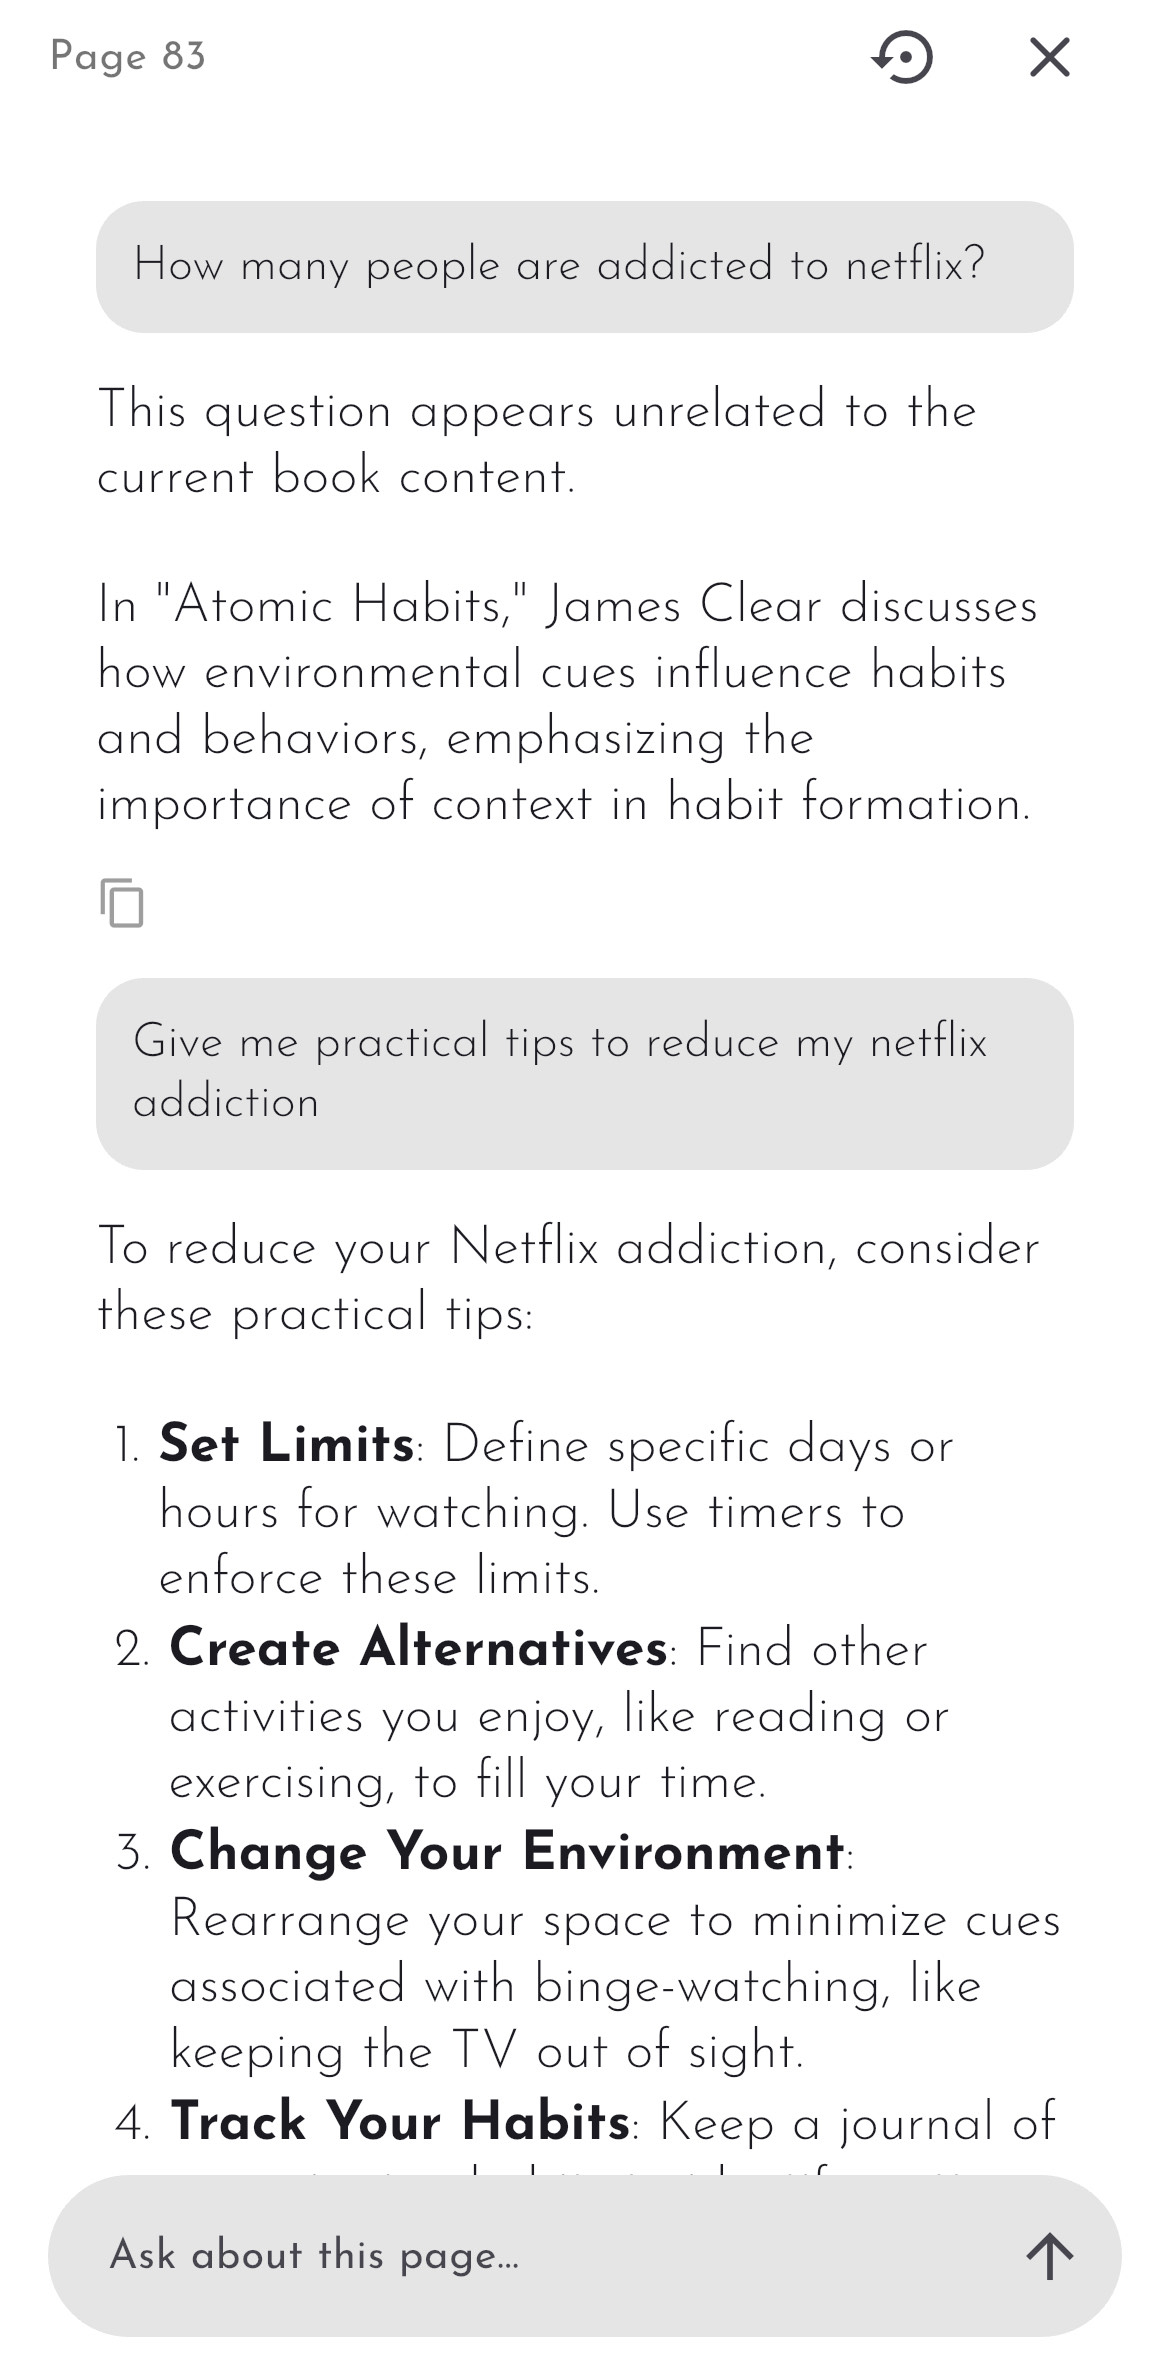 Page 83
How many people are addicted to netflix?
This question appears unrelated to the
current book content.
In "Atomic Habits," James Clear discusses
how environmental cues influence habits
and behaviors, emphasizing the
importance of context in habit formation.
Give me practical tips to reduce my netflix
addiction
To reduce your Netflix addiction, consider
these practical tips:
1. Set Limits: Define specific days or
hours for watching. Use timers to
enforce these limits.
2. Create Alternatives: Find other
activities you enjoy, like reading or
exercising, to fill your time.
3. Change Your Environment:
Rearrange your space to minimize cues
associated with binge-watching, like
keeping the TV out of sight.
4. Track Your Habits: Keep a journal of
Ask about this page...